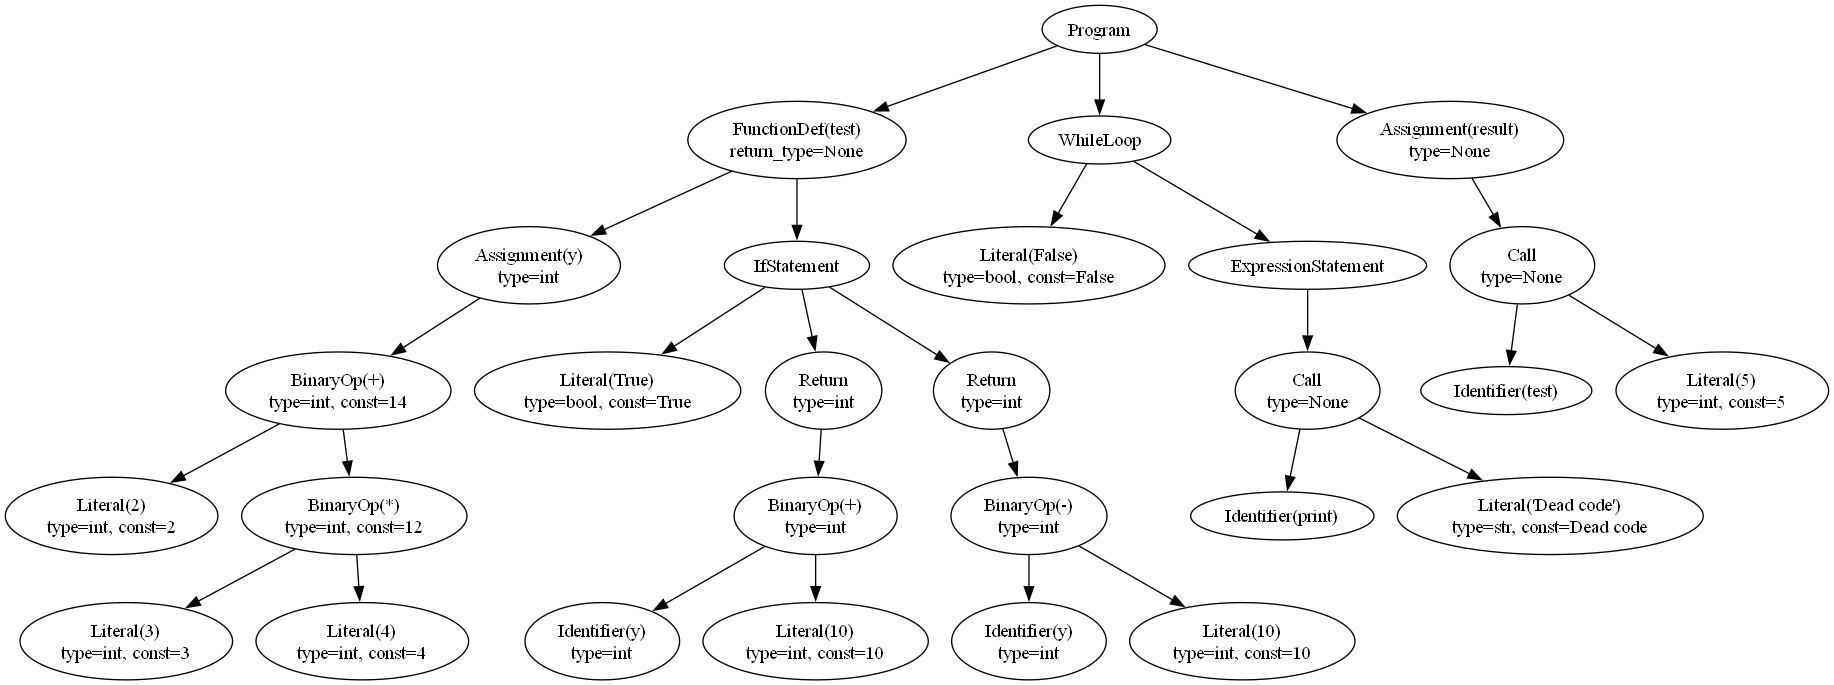 Program
FunctionDef(test)
return_type=None
WhileLoop
Assignment(result)
type=None
Assignment(y)
type=int
IfStatement
Literal(False)
type=bool, const=False
ExpressionStatement
Call
type=None
BinaryOp(+)
type=int, const=14
Literal(True)
type=bool, const=True
Return
type=int
Return
type=int
Call
type=None
Identifier(test)
Literal(5)
type=int, const=5
Literal(2)
type=int, const=2
BinaryOp(*)
type=int, const=12
BinaryOp(+)
type=int
BinaryOp(-)
type=int
Identifier(print)
Literal('Dead code')
type=str, const=Dead code
Literal(3)
type=int, const=3
Literal(4)
type=int, const=4
Identifier(y)
type=int
Literal(10)
type=int, const=10
Identifier(y)
type=int
Literal(10)
type=int, const=10